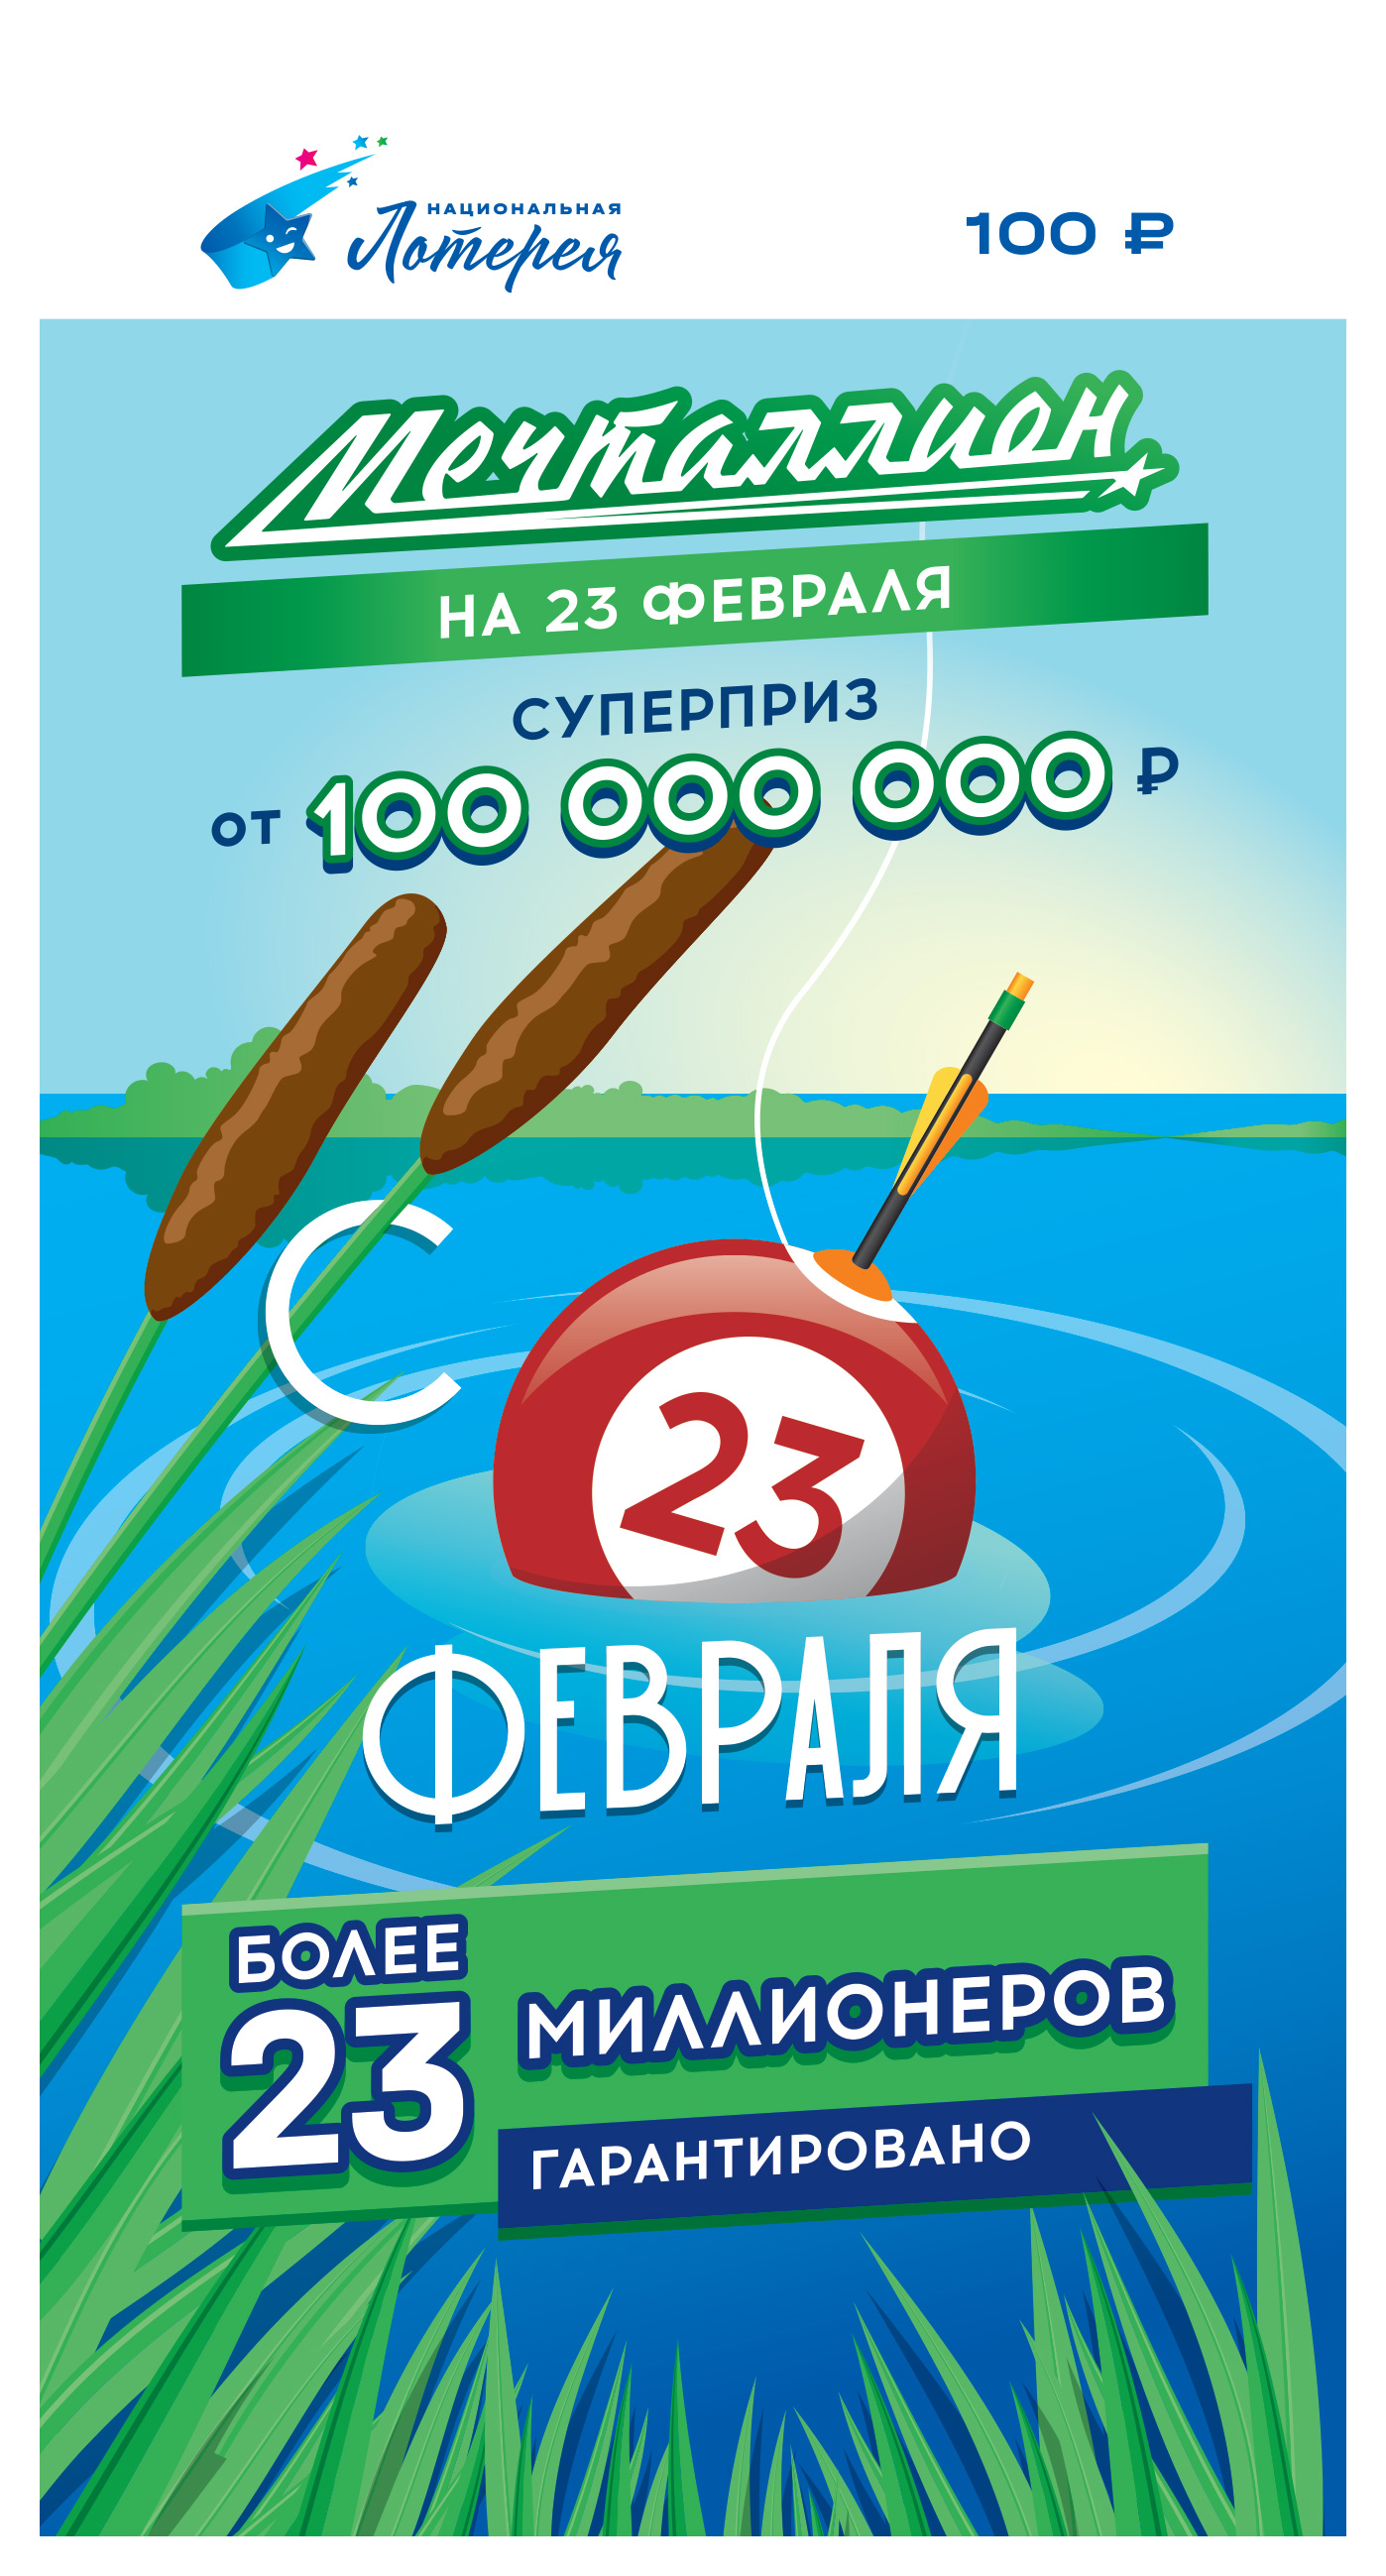 НАЦИОНАЛЬНАЯ
Лотерея
100 ₽
Мечталлион
НА 23 ФЕВРАЛЯ
СУПЕРПРИЗ
от 100 000 000 ₽
С
23
ФЕВРАЛЯ
БОЛЕЕ
23
МИЛЛИОНЕРОВ
ГАРАНТИРОВАНО